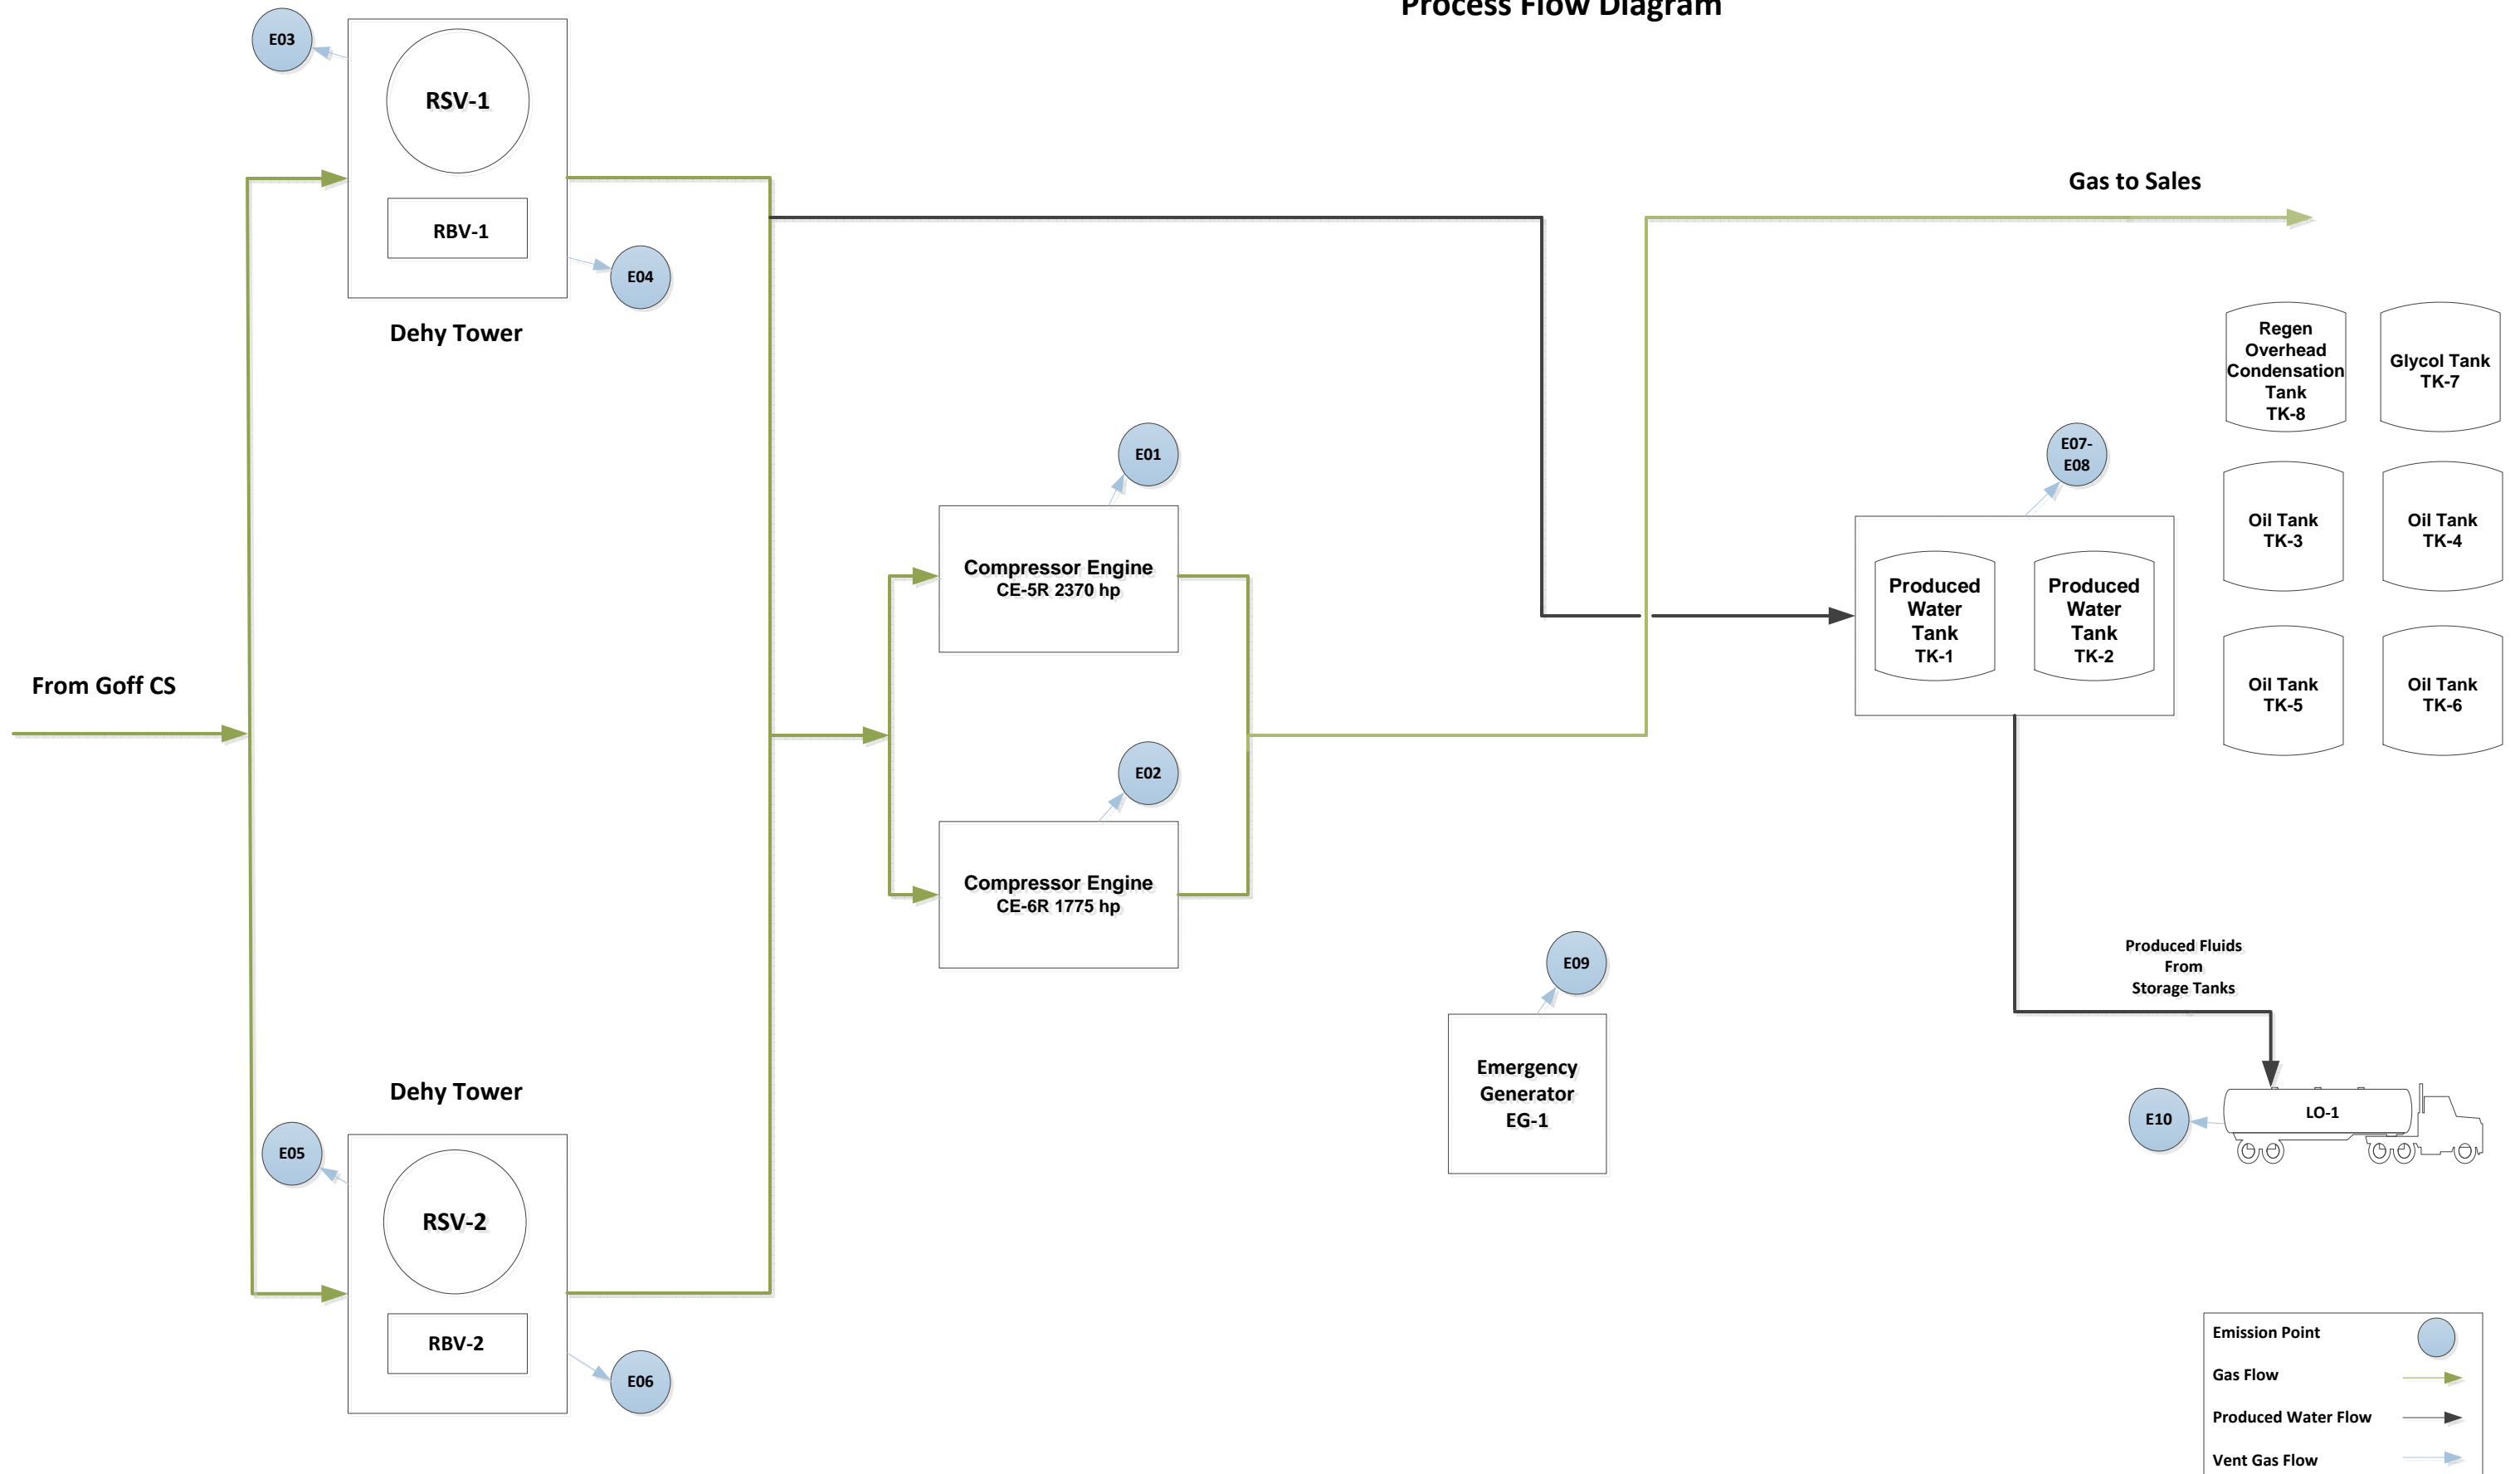 Process Flow Diagram
E03
RSV-1
RBV-1
E04
Dehy Tower
Gas to Sales
Regen
Overhead
Condensation
Tank
TK-8
Glycol Tank
TK-7
E01
E07-
E08
Compressor Engine
CE-5R 2370 hp
Oil Tank
TK-3
Oil Tank
TK-4
Produced
Water
Tank
TK-1
Produced
Water
Tank
TK-2
From Goff CS
Oil Tank
TK-5
Oil Tank
TK-6
E02
Compressor Engine
CE-6R 1775 hp
Produced Fluids
From
Storage Tanks
E09
Emergency
Generator
EG-1
Dehy Tower
E10
LO-1
E05
RSV-2
RBV-2
E06
Emission Point
Gas Flow
Produced Water Flow
Vent Gas Flow